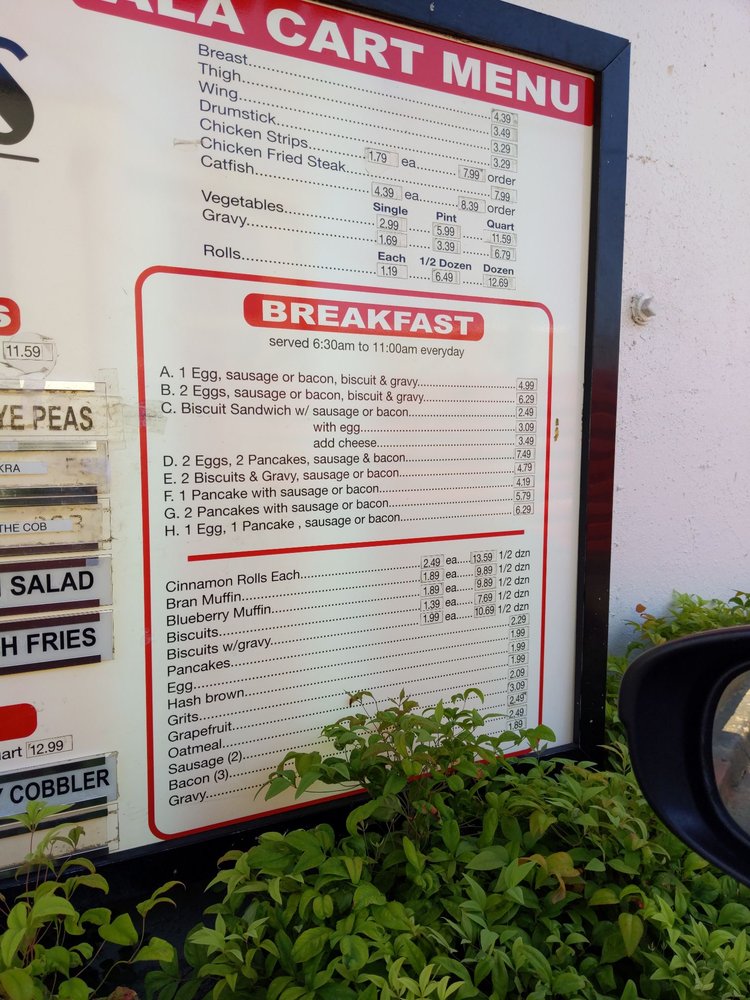 ALA CART MENU
Breast 4.39
Thigh 3.49
Wing 3.29
Drumstick 3.29
Chicken Strips 1.79 ea. 7.99 order
Chicken Fried Steak 7.99
Catfish 4.39 ea. 8.39 order
Single Pint Quart
Vegetables 2.99 5.99 11.59
Gravy 1.69 3.39 6.79
Each 1/2 Dozen Dozen
Rolls 1.19 6.49 12.69
BREAKFAST
served 6:30am to 11:00am everyday
A. 1 Egg, sausage or bacon, biscuit & gravy 4.99
B. 2 Eggs, sausage or bacon, biscuit & gravy 6.29
C. Biscuit Sandwich w/ sausage or bacon 2.49
with egg 3.09
add cheese 3.49
D. 2 Eggs, 2 Pancakes, sausage & bacon 7.49
E. 2 Biscuits & Gravy, sausage or bacon 4.79
F. 1 Pancake with sausage or bacon 4.19
G. 2 Pancakes with sausage or bacon 5.79
H. 1 Egg, 1 Pancake , sausage or bacon 6.29
Cinnamon Rolls Each 2.49 ea. 13.59 1/2 dzn
Bran Muffin 1.89 ea. 9.89 1/2 dzn
Blueberry Muffin 1.89 ea. 9.89 1/2 dzn
Biscuits 1.39 ea. 7.69 1/2 dzn
Biscuits w/gravy 1.99 ea. 10.69 1/2 dzn
Pancakes 2.29
Egg 1.99
Hash brown 1.99
Grits 1.99
Grapefruit 2.09
Oatmeal 3.09
Sausage (2) 2.49
Bacon (3) 2.49
Gravy 1.89
S
S
11.59
YE PEAS
KRA
THE COB
SALAD
H FRIES
uart 12.99
Y COBBLER